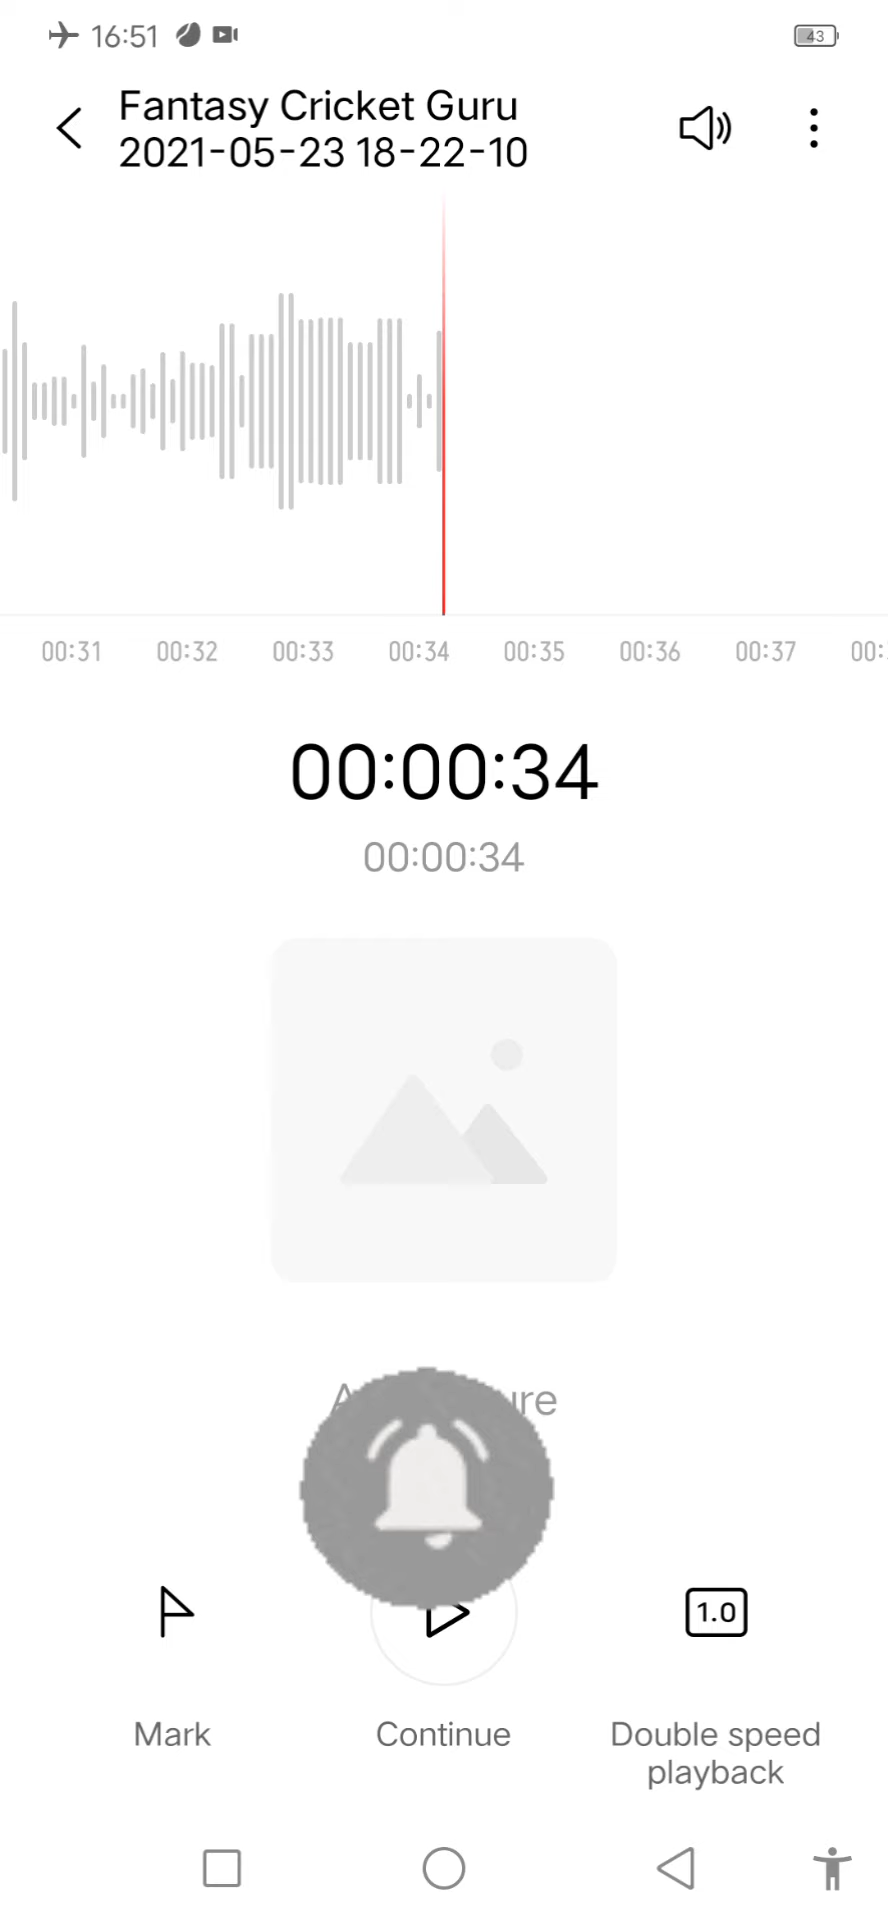 16:51
43
Fantasy Cricket Guru
2021-05-23 18-22-10
00:31 00:32 00:33 00:34 00:35 00:36 00:37 00:
00:00:34
00:00:34
1.0
Mark Continue Double speed
playback